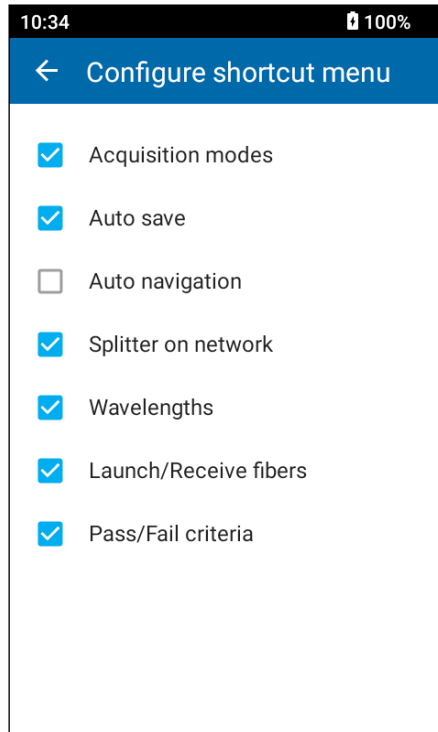 10:34 100%
Configure shortcut menu
Acquisition modes
Auto save
Auto navigation
Splitter on network
Wavelengths
Launch/Receive fibers
Pass/Fail criteria